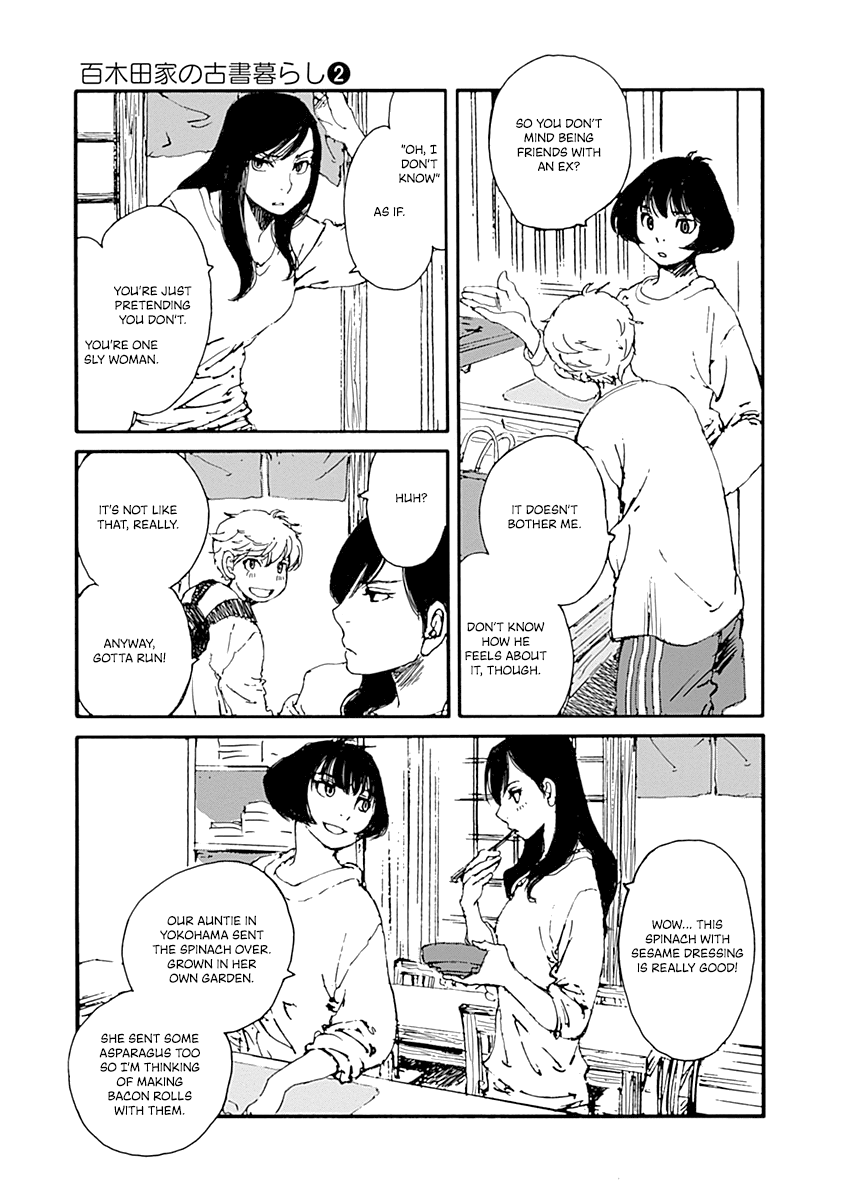 百木田家の古書暮らし❷
SO YOU DON'T
MIND BEING
FRIENDS WITH
AN EX?
IT DOESN'T
BOTHER ME.
DON'T KNOW
HOW HE
FEELS ABOUT
IT, THOUGH.
"OH, I
DON'T
KNOW"
AS IF.
YOU'RE JUST
PRETENDING
YOU DON'T.
YOU'RE ONE
SLY WOMAN.
HUH?
IT'S NOT LIKE
THAT, REALLY.
ANYWAY,
GOTTA RUN!
WOW... THIS
SPINACH WITH
SESAME DRESSING
IS REALLY GOOD!
OUR AUNTIE IN
YOKOHAMA SENT
THE SPINACH OVER.
GROWN IN HER
OWN GARDEN.
SHE SENT SOME
ASPARAGUS TOO
SO I'M THINKING
OF MAKING
BACON ROLLS
WITH THEM.